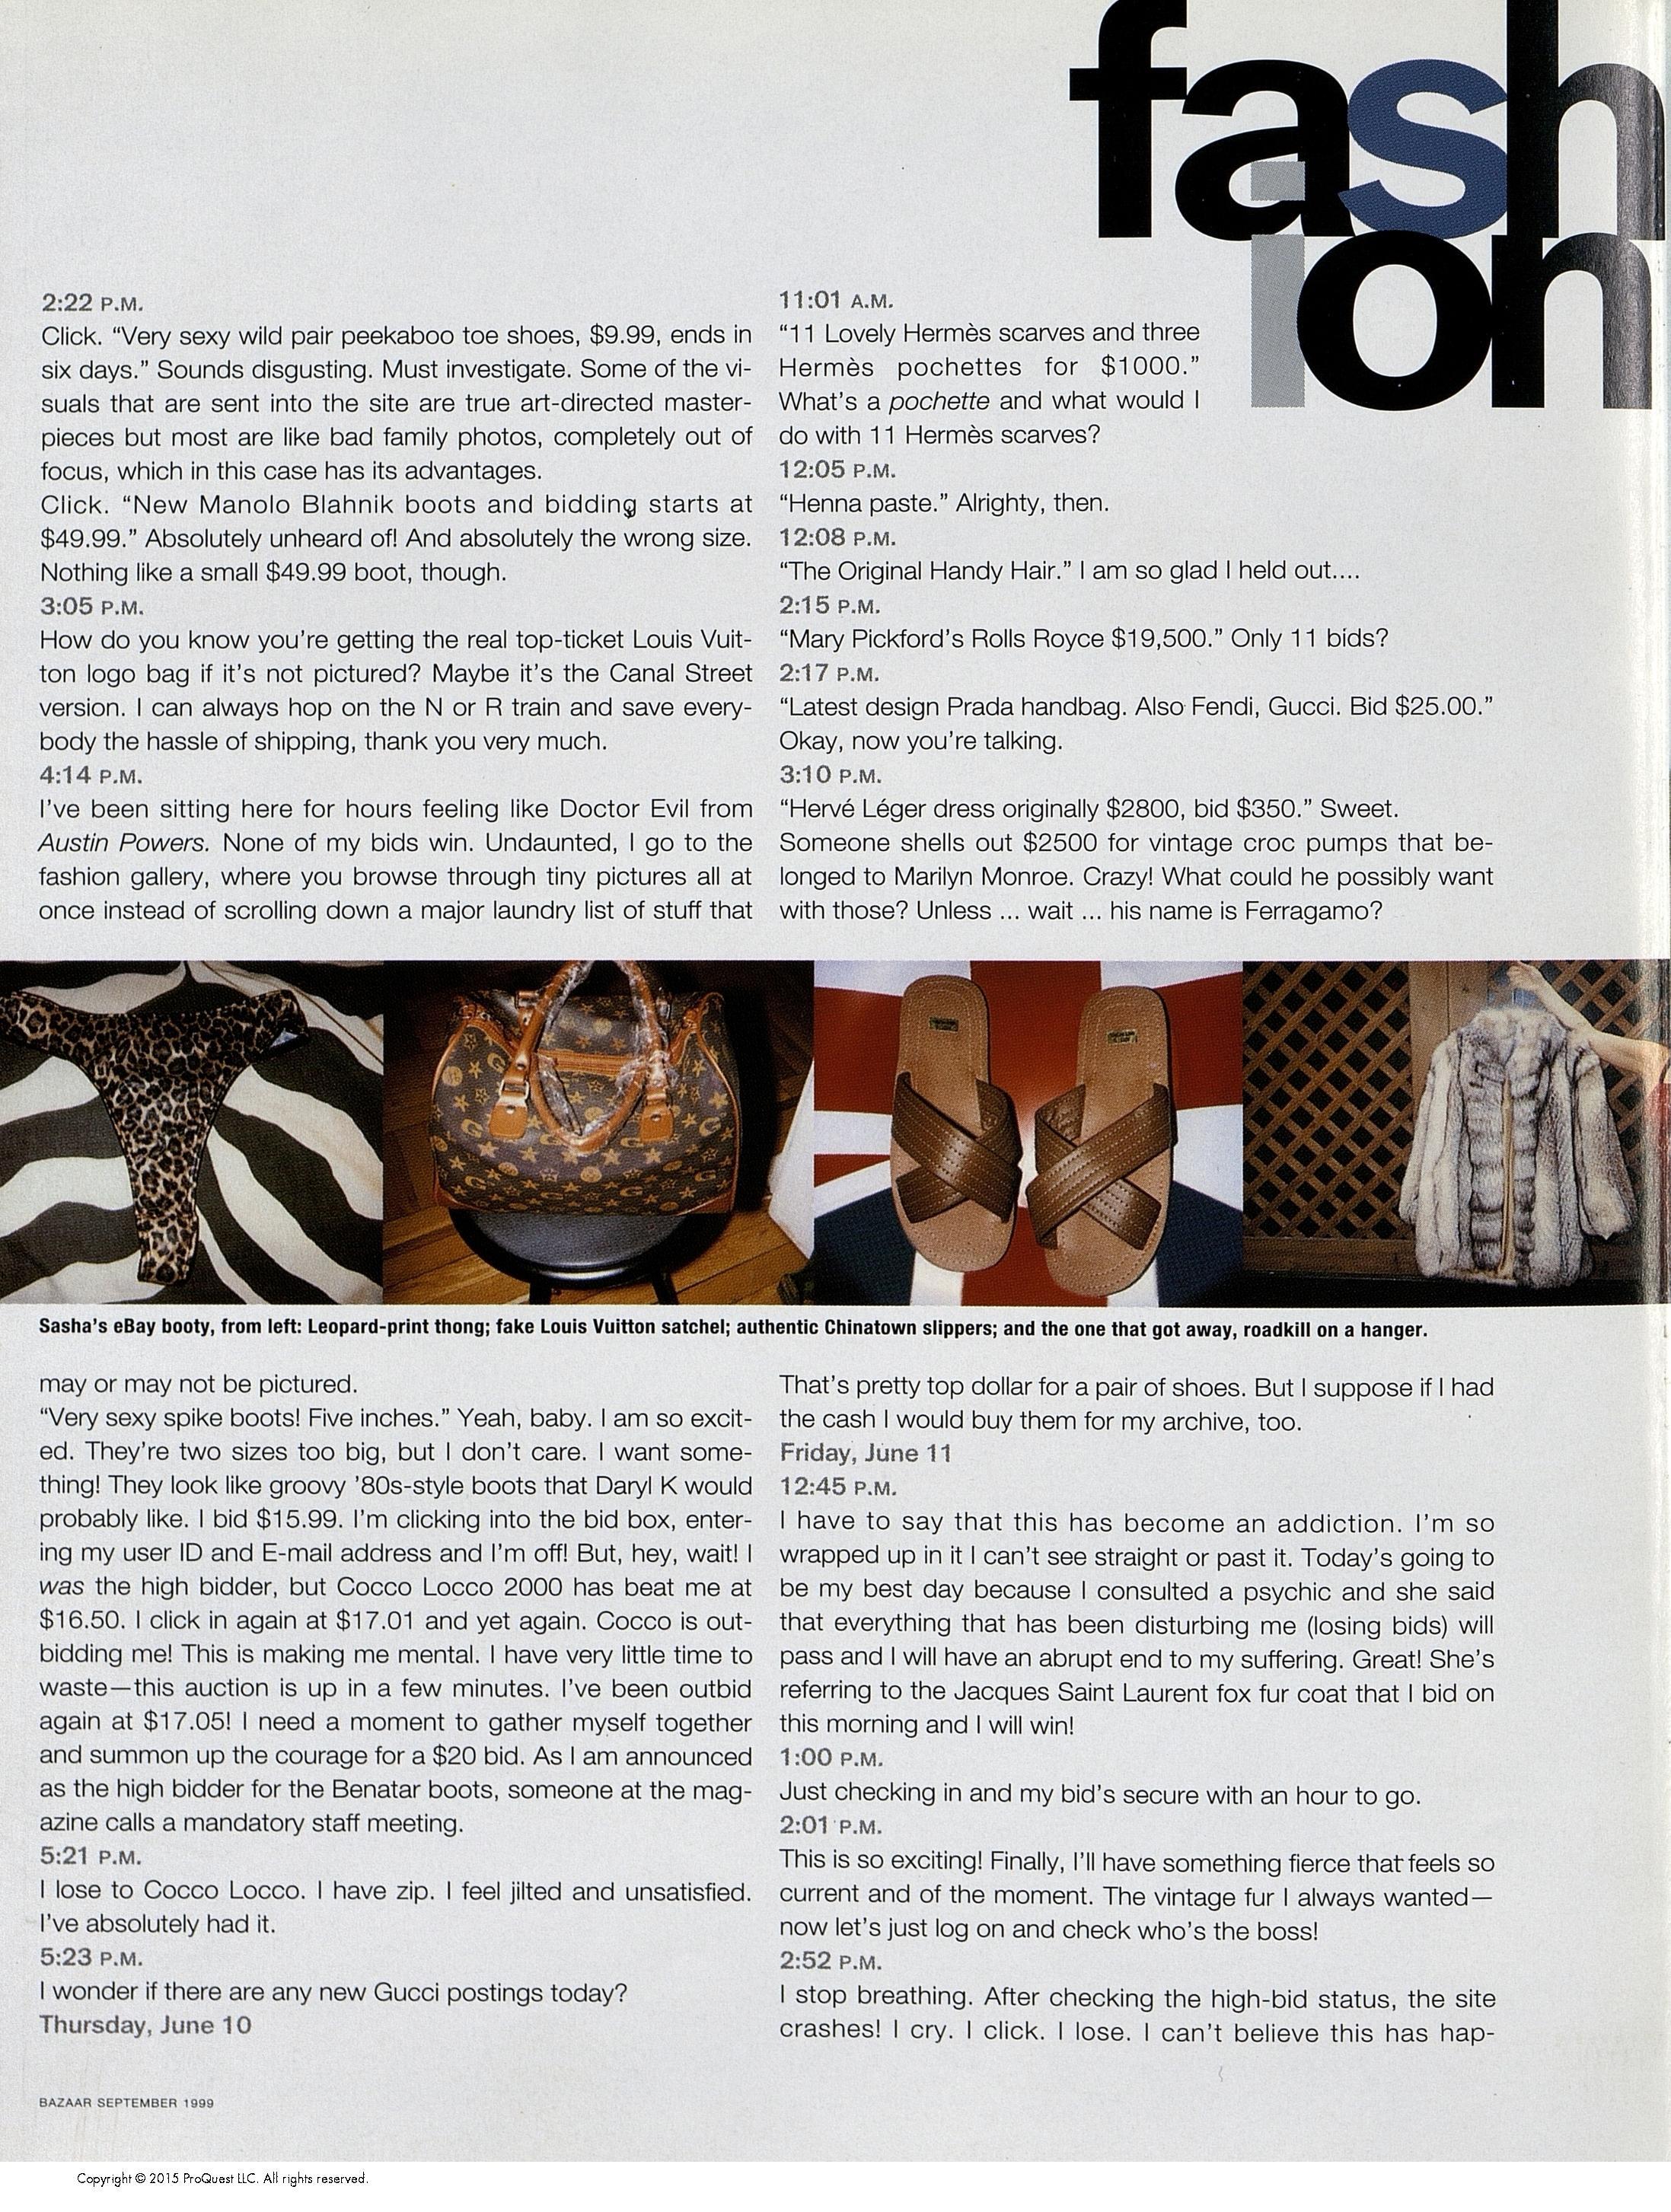 fash
ion
2:22 P.M.
Click. “Very sexy wild pair peekaboo toe shoes, $9.99, ends in
six days.” Sounds disgusting. Must investigate. Some of the vi-
suals that are sent into the site are true art-directed master-
pieces but most are like bad family photos, completely out of
focus, which in this case has its advantages.
Click. “New Manolo Blahnik boots and bidding starts at
$49.99.” Absolutely unheard of! And absolutely the wrong size.
Nothing like a small $49.99 boot, though.
3:05 P.M.
How do you know you’re getting the real top-ticket Louis Vuit-
ton logo bag if it’s not pictured? Maybe it’s the Canal Street
version. I can always hop on the N or R train and save every-
body the hassle of shipping, thank you very much.
4:14 P.M.
I’ve been sitting here for hours feeling like Doctor Evil from
Austin Powers. None of my bids win. Undaunted, I go to the
fashion gallery, where you browse through tiny pictures all at
once instead of scrolling down a major laundry list of stuff that
may or may not be pictured.
“Very sexy spike boots! Five inches.” Yeah, baby. I am so excit-
ed. They’re two sizes too big, but I don’t care. I want some-
thing! They look like groovy ’80s-style boots that Daryl K would
probably like. I bid $15.99. I’m clicking into the bid box, enter-
ing my user ID and E-mail address and I’m off! But, hey, wait! I
was the high bidder, but Cocco Locco 2000 has beat me at
$16.50. I click in again at $17.01 and yet again. Cocco is out-
bidding me! This is making me mental. I have very little time to
waste—this auction is up in a few minutes. I’ve been outbid
again at $17.05! I need a moment to gather myself together
and summon up the courage for a $20 bid. As I am announced
as the high bidder for the Benatar boots, someone at the mag-
azine calls a mandatory staff meeting.
5:21 P.M.
I lose to Cocco Locco. I have zip. I feel jilted and unsatisfied.
I’ve absolutely had it.
5:23 P.M.
I wonder if there are any new Gucci postings today?
Thursday, June 10
11:01 A.M.
“11 Lovely Hermès scarves and three
Hermès pochettes for $1000.”
What’s a pochette and what would I
do with 11 Hermès scarves?
12:05 P.M.
“Henna paste.” Alrighty, then.
12:08 P.M.
“The Original Handy Hair.” I am so glad I held out....
2:15 P.M.
“Mary Pickford’s Rolls Royce $19,500.” Only 11 bids?
2:17 P.M.
“Latest design Prada handbag. Also Fendi, Gucci. Bid $25.00.”
Okay, now you’re talking.
3:10 P.M.
“Hervé Léger dress originally $2800, bid $350.” Sweet.
Someone shells out $2500 for vintage croc pumps that be-
longed to Marilyn Monroe. Crazy! What could he possibly want
with those? Unless ... wait ... his name is Ferragamo?
That’s pretty top dollar for a pair of shoes. But I suppose if I had
the cash I would buy them for my archive, too.
Friday, June 11
12:45 P.M.
I have to say that this has become an addiction. I’m so
wrapped up in it I can’t see straight or past it. Today’s going to
be my best day because I consulted a psychic and she said
that everything that has been disturbing me (losing bids) will
pass and I will have an abrupt end to my suffering. Great! She’s
referring to the Jacques Saint Laurent fox fur coat that I bid on
this morning and I will win!
1:00 P.M.
Just checking in and my bid’s secure with an hour to go.
2:01 P.M.
This is so exciting! Finally, I’ll have something fierce that feels so
current and of the moment. The vintage fur I always wanted—
now let’s just log on and check who’s the boss!
2:52 P.M.
I stop breathing. After checking the high-bid status, the site
crashes! I cry. I click. I lose. I can’t believe this has hap-
Sasha’s eBay booty, from left: Leopard-print thong; fake Louis Vuitton satchel; authentic Chinatown slippers; and the one that got away, roadkill on a hanger.
BAZAAR SEPTEMBER 1999
Copyright © 2015 ProQuest LLC. All rights reserved.